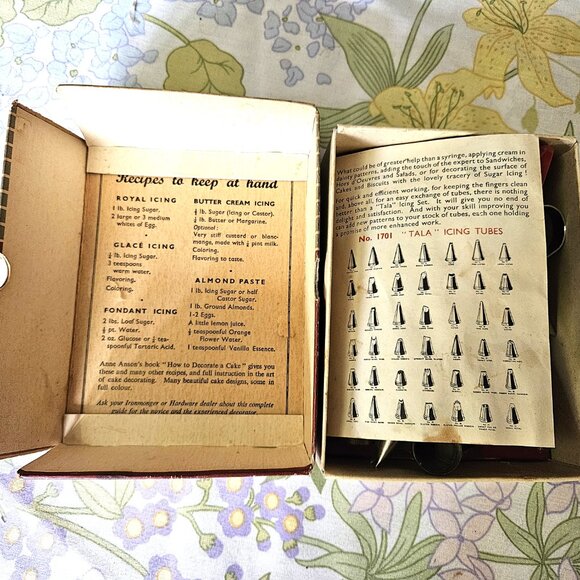 Recipes to keep at hand
ROYAL ICING
1 lb. Icing Sugar.
2 large or 3 medium
whites of Egg.
GLACÉ ICING
½ lb. Icing Sugar.
3 teaspoons
warm water.
Flavoring.
Coloring.
FONDANT ICING
2 lbs. Loaf Sugar.
½ pt. Water.
2 oz. Glucose or ½ tea-
spoonful Tartaric Acid.
BUTTER CREAM ICING
½ lb. Sugar (Icing or Castor).
½ lb. Butter or Margarine.
Optional:
Very stiff custard or blanc-
mange, made with ½ pint milk.
Coloring.
Flavoring to taste.
ALMOND PASTE
1 lb. Icing Sugar or half
Castor Sugar.
1 lb. Ground Almonds.
1-2 Eggs.
A little lemon juice.
1 teaspoonful Orange
Flower Water.
1 teaspoonful Vanilla Essence.
Anne Anson's book "How to Decorate a Cake" gives you
these and many other recipes, and full instruction in the art
of cake decorating. Many beautiful cake designs, some in
full colour.
Ask your Ironmonger or Hardware dealer about this complete
guide for the novice and the experienced decorator.
What could be of greater help than a syringe, applying cream in
dainty patterns, adding the touch of the expert to Sandwiches,
Hors d'Oeuvres and Salads, or for decorating the surface of
Cakes and Biscuits with the lovely tracery of Sugar Icing!
For quick and efficient working, for keeping the fingers clean
and above all, for an easy exchange of tubes, there is nothing
better than a "Tala" Icing Set. It will give you no end of
delight and satisfaction. And with your skill improving you
can add new patterns to your stock of tubes, each one holding
a promise of more enhanced work.
No. 1701 "TALA" ICING TUBES